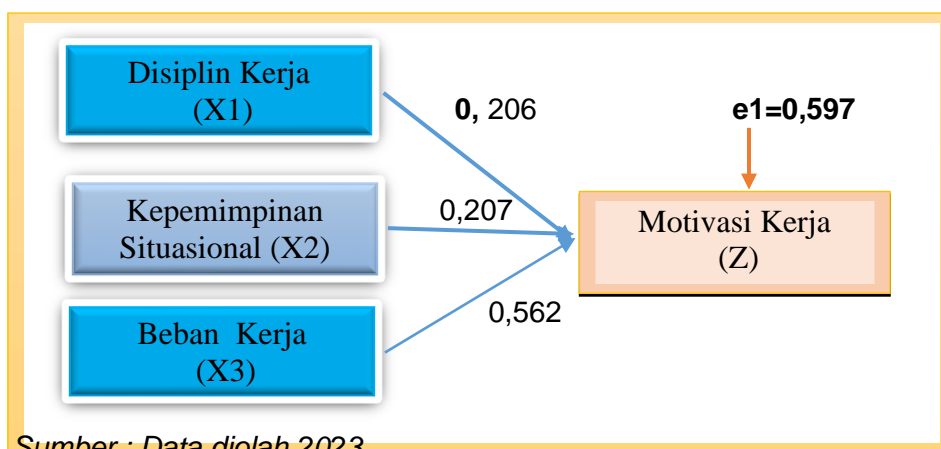 Disiplin Kerja
(X1)
0, 206
e1=0,597
Kepemimpinan
Situasional (X2)
0,207
Motivasi Kerja
(Z)
0,562
Beban Kerja
(X3)
Sumber : Data diolah 2023